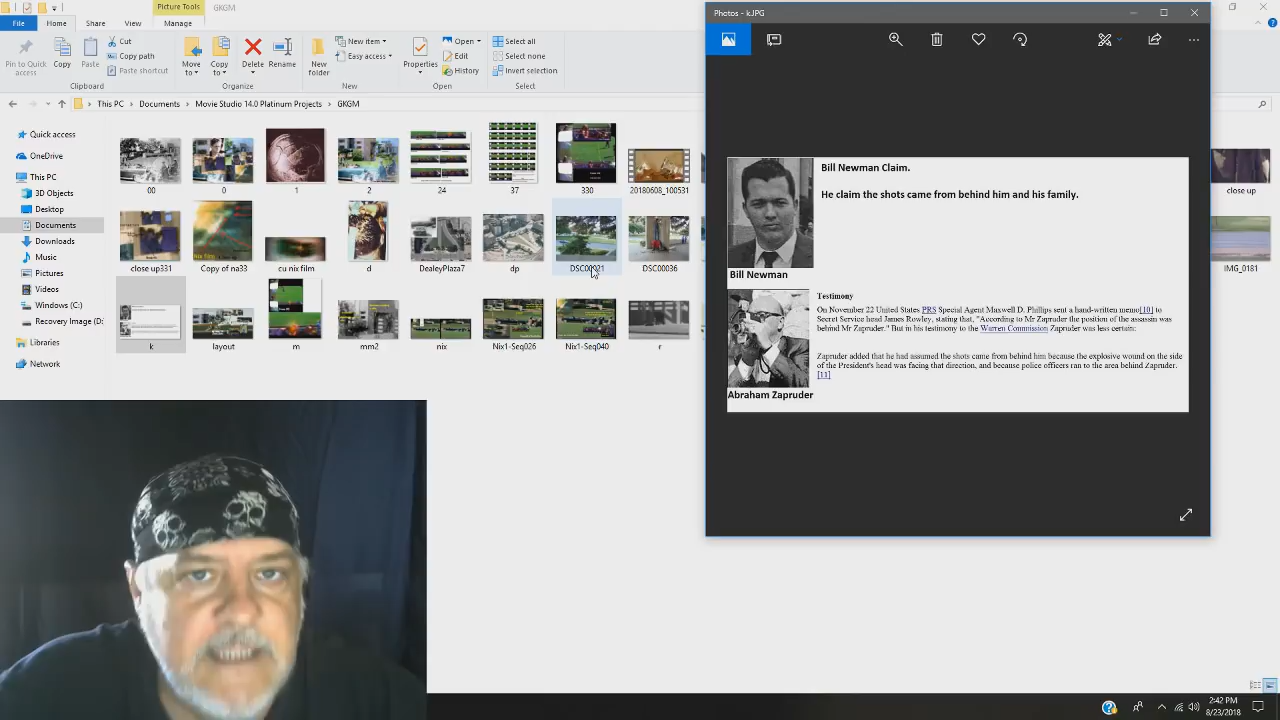 Picture Tools
GKGM
File
Home
Share
View
Manage
Pin to Quick access
Copy
Paste
Cut
Copy path
Paste shortcut
Clipboard
Move to
Copy to
Delete
Rename
Organize
New folder
New item
Easy access
New
Properties
Open
Edit
History
Open
Select all
Select none
Invert selection
This PC
Documents
Movie Studio 14.0 Platinum Projects
GKGM
Quick access
OneDrive
This PC
3D Objects
Desktop
Documents
Downloads
Music
Pictures
Videos
Windows (C:)
Recovery Image (D:
Libraries
Network
00
0
1
2
24
37
330
20180608_100531
close up
close up331
Copy of na33
cu nix film
d
DealeyPlaza7
dp
DSC00021
DSC00036
IMG_0181
k
layout
m
mm2
nix
Nix1-Seq026
Nix1-Seq040
r
Photos - k.JPG
Bill Newman Claim.
He claim the shots came from behind him and his family.
Bill Newman
Testimony
On November 22 United States PRS Special Agent Maxwell D. Phillips sent a hand-written memo[10] to
Secret Service head James Rowley, stating that, "According to Mr Zapruder the position of the assassin was
behind Mr Zapruder." But in his testimony to the Warren Commission Zapruder was less certain:
Zapruder added that he had assumed the shots came from behind him because the explosive wound on the side
of the President's head was facing that direction, and because police officers ran to the area behind Zapruder.
[11]
Abraham Zapruder
2:42 PM
8/23/2018